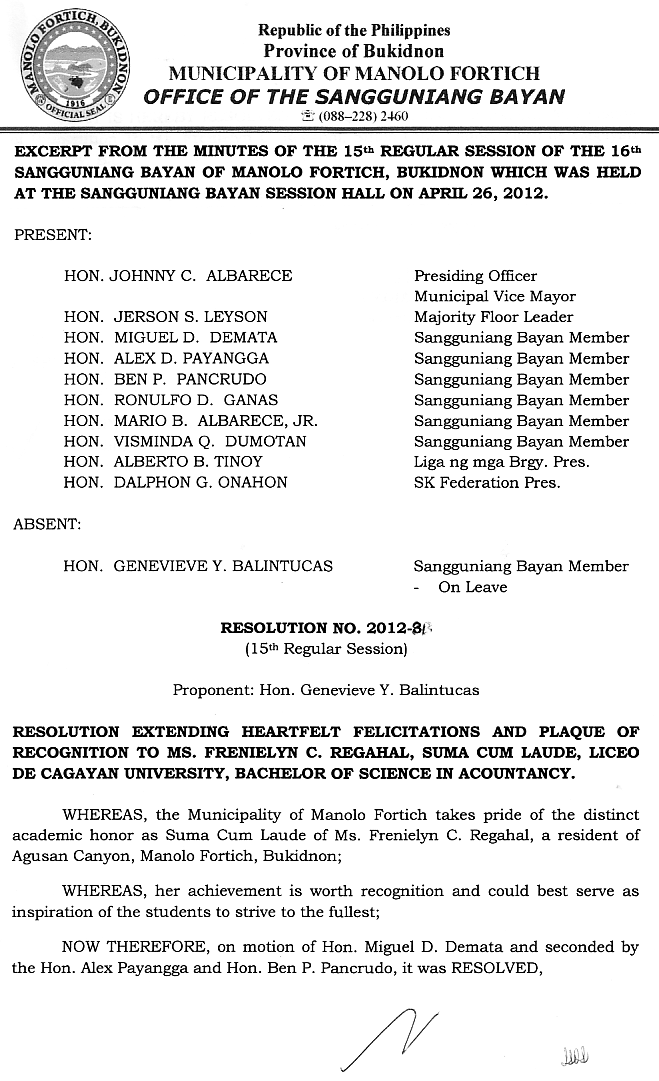 MANOLO FORTICH, BUKIDNON
1916
OFFICIAL SEAL
Republic of the Philippines
Province of Bukidnon
MUNICIPALITY OF MANOLO FORTICH
OFFICE OF THE SANGGUNIANG BAYAN
☏ (088–228) 2460
EXCERPT FROM THE MINUTES OF THE 15th REGULAR SESSION OF THE 16th
SANGGUNIANG BAYAN OF MANOLO FORTICH, BUKIDNON WHICH WAS HELD
AT THE SANGGUNIANG BAYAN SESSION HALL ON APRIL 26, 2012.
PRESENT:
HON. JOHNNY C. ALBARECE Presiding Officer
Municipal Vice Mayor
HON. JERSON S. LEYSON Majority Floor Leader
HON. MIGUEL D. DEMATA Sangguniang Bayan Member
HON. ALEX D. PAYANGGA Sangguniang Bayan Member
HON. BEN P. PANCRUDO Sangguniang Bayan Member
HON. RONULFO D. GANAS Sangguniang Bayan Member
HON. MARIO B. ALBARECE, JR. Sangguniang Bayan Member
HON. VISMINDA Q. DUMOTAN Sangguniang Bayan Member
HON. ALBERTO B. TINOY Liga ng mga Brgy. Pres.
HON. DALPHON G. ONAHON SK Federation Pres.
ABSENT:
HON. GENEVIEVE Y. BALINTUCAS Sangguniang Bayan Member
- On Leave
RESOLUTION NO.
(15th Regular Session)
Proponent: Hon. Genevieve Y. Balintucas
RESOLUTION EXTENDING HEARTFELT FELICITATIONS AND PLAQUE OF
RECOGNITION TO MS. FRENIELYN C. REGAHAL, SUMA CUM LAUDE, LICEO
DE CAGAYAN UNIVERSITY, BACHELOR OF SCIENCE IN ACOUNTANCY.
WHEREAS, the Municipality of Manolo Fortich takes pride of the distinct
academic honor as Suma Cum Laude of Ms. Frenielyn C. Regahal, a resident of
Agusan Canyon, Manolo Fortich, Bukidnon;
WHEREAS, her achievement is worth recognition and could best serve as
inspiration of the students to strive to the fullest;
NOW THEREFORE, on motion of Hon. Miguel D. Demata and seconded by
the Hon. Alex Payangga and Hon. Ben P. Pancrudo, it was RESOLVED,